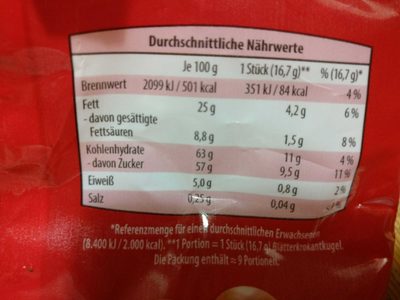 Durchschnittliche Nährwerte
Je 100 g 1 Stück (16,7 g)** % (16,7 g)*
Brennwert 2099 kJ / 501 kcal 351 kJ / 84 kcal 4 %
Fett 25 g 4,2 g 6 %
- davon gesättigte
Fettsäuren 8,8 g 1,5 g 8 %
Kohlenhydrate 63 g 11 g 4 %
- davon Zucker 57 g 9,5 g 11 %
Eiweiß 5,0 g 0,8 g 2 %
Salz 0,25 g 0,04 g
*Referenzmenge für einen durchschnittlichen Erwachsenen
(8.400 kJ / 2.000 kcal), **1 Portion = 1 Stück (16,7 g) Blätterkrokantkugel.
Die Packung enthält ≈ 9 Portionen.